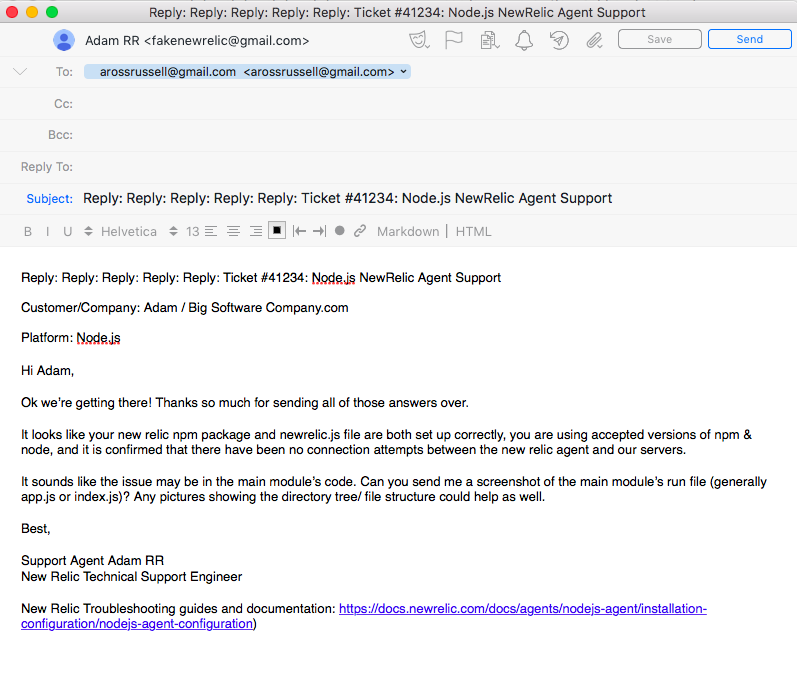 Reply: Reply: Reply: Reply: Reply: Ticket #41234: Node.js NewRelic Agent Support
Adam RR <fakenewrelic@gmail.com>
Save
Send
To: arossrussell@gmail.com <arossrussell@gmail.com>
Cc:
Bcc:
Reply To:
Subject: Reply: Reply: Reply: Reply: Reply: Ticket #41234: Node.js NewRelic Agent Support
B I U Helvetica 13 Markdown | HTML
Reply: Reply: Reply: Reply: Reply: Ticket #41234: Node.js NewRelic Agent Support
Customer/Company: Adam / Big Software Company.com
Platform: Node.js
Hi Adam,
Ok we're getting there! Thanks so much for sending all of those answers over.
It looks like your new relic npm package and newrelic.js file are both set up correctly, you are using accepted versions of npm &
node, and it is confirmed that there have been no connection attempts between the new relic agent and our servers.
It sounds like the issue may be in the main module's code. Can you send me a screenshot of the main module's run file (generally
app.js or index.js)? Any pictures showing the directory tree/ file structure could help as well.
Best,
Support Agent Adam RR
New Relic Technical Support Engineer
New Relic Troubleshooting guides and documentation: https://docs.newrelic.com/docs/agents/nodejs-agent/installation-
configuration/nodejs-agent-configuration)